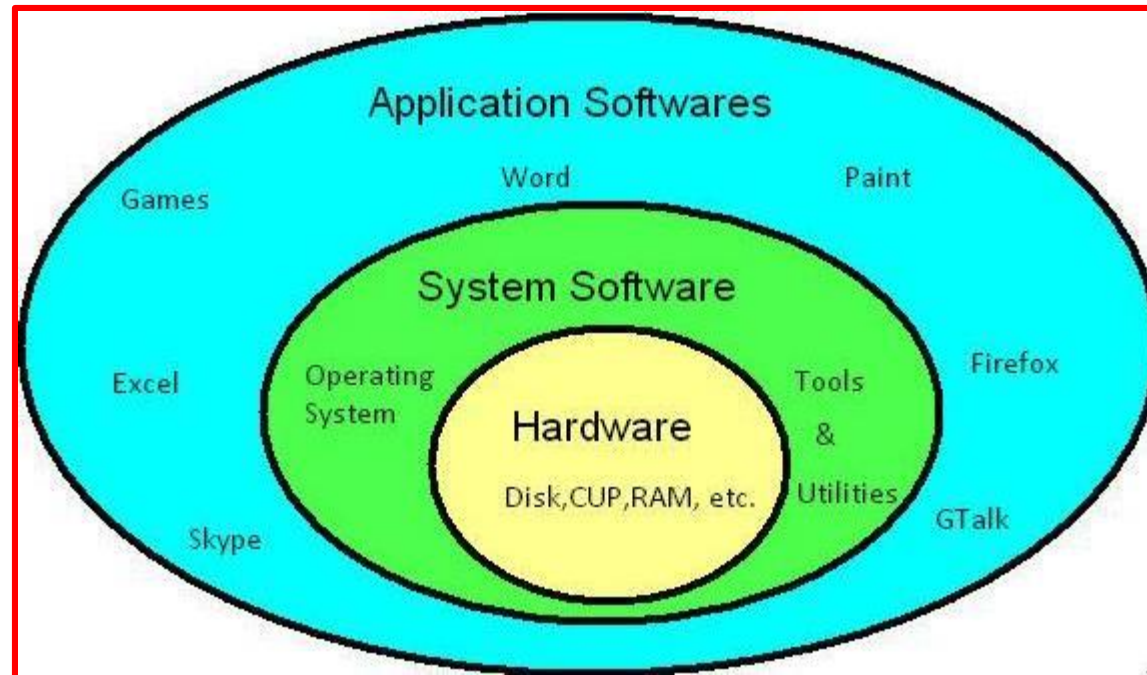 Application Softwares
Games
Word
Paint
System Software
Excel
Operating
System
Tools
&
Utilities
Firefox
Hardware
Disk,CUP,RAM, etc.
Skype
GTalk